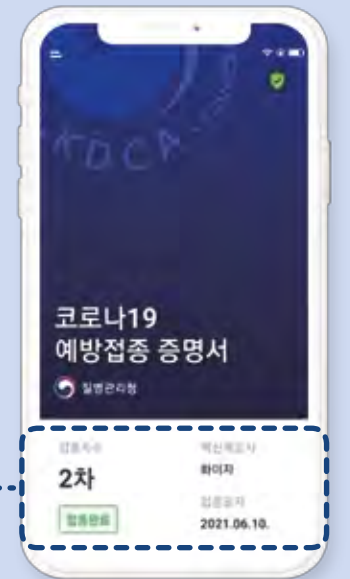 KDCA
코로나19
예방접종 증명서
질병관리청
접종차수
2차
접종완료
백신제조사
화이자
접종일자
2021.06.10.